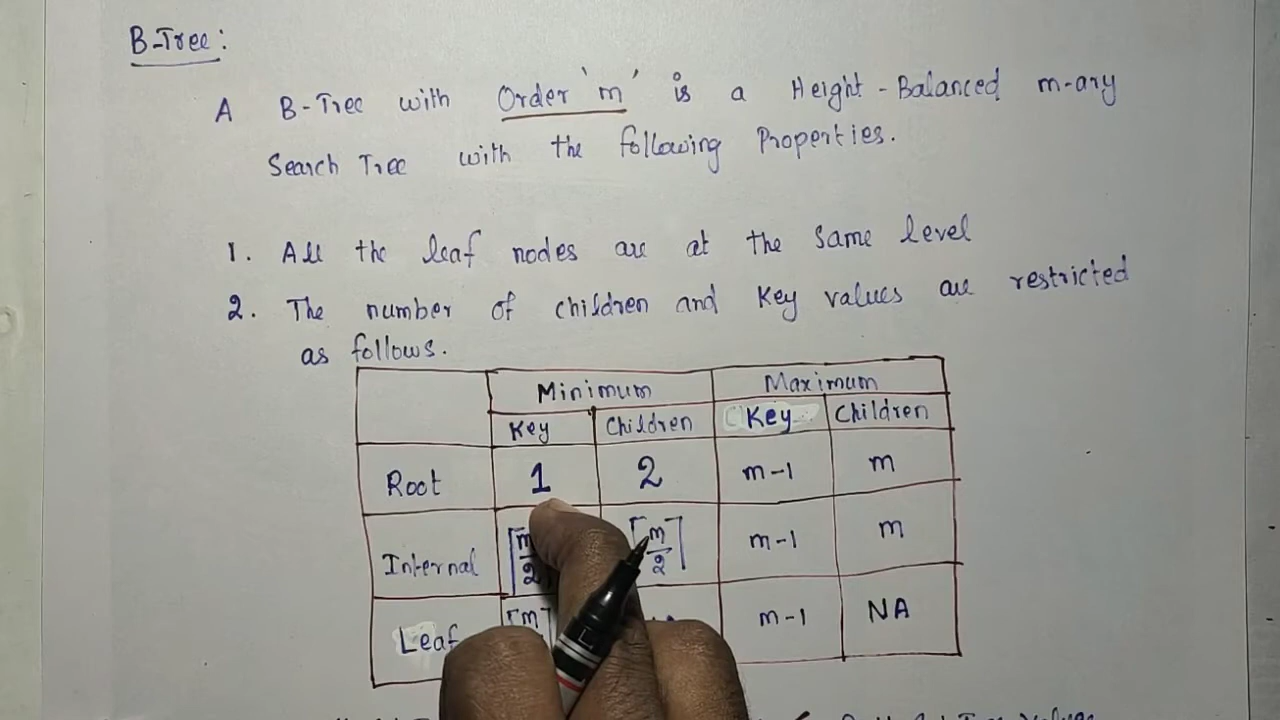 B-Tree:
A B-Tree with Order 'm' is a Height-Balanced m-ary
Search Tree with the following Properties.
1. All the leaf nodes are at the same level
2. The number of children and Key values are restricted
as follows.
Minimum Maximum
Key Children Key Children
Root 1 2 m-1 m
Internal ⌈m/2 ⌈m/2⌉ m-1 m
Leaf ⌈m⌉ m-1 NA